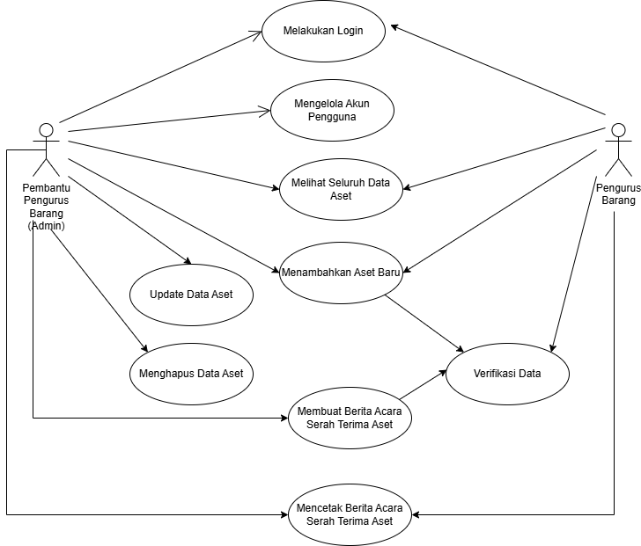 Melakukan Login
Mengelola Akun
Pengguna
Melihat Seluruh Data
Aset
Pembantu
Pengurus
Barang
(Admin)
Pengurus
Barang
Menambahkan Aset Baru
Update Data Aset
Menghapus Data Aset
Verifikasi Data
Membuat Berita Acara
Serah Terima Aset
Mencetak Berita Acara
Serah Terima Aset